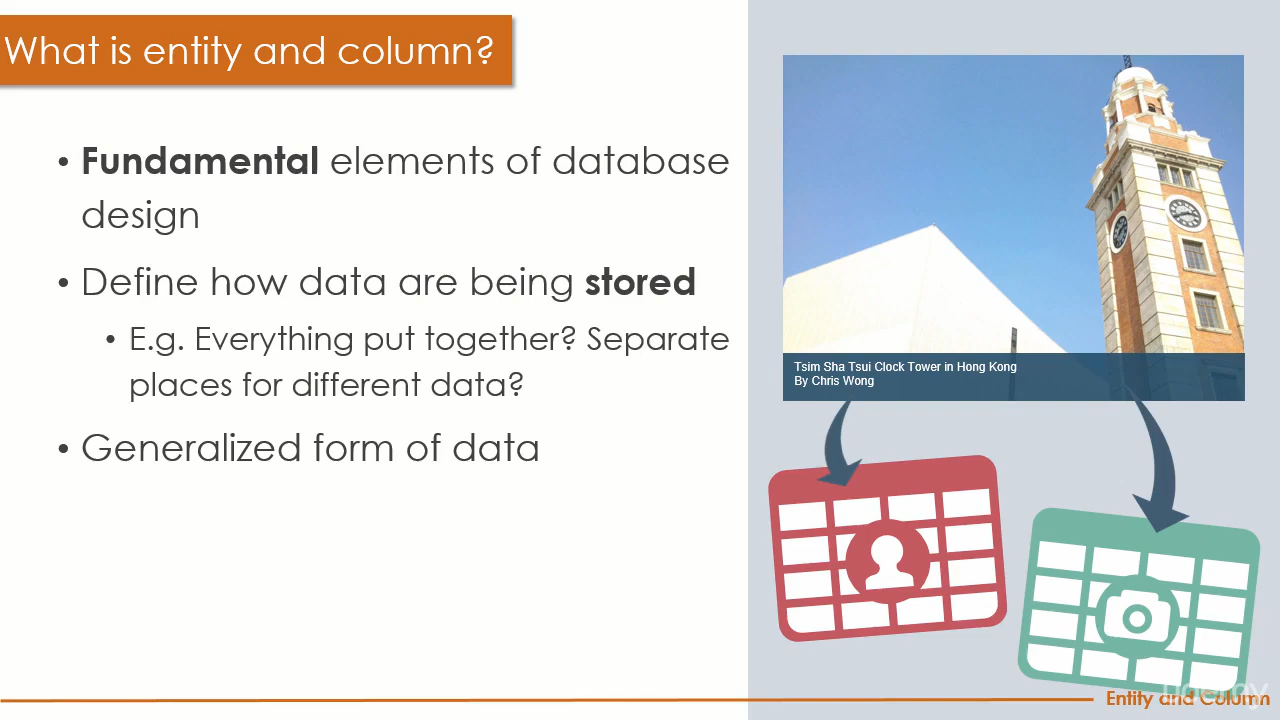 What is entity and column?
• Fundamental elements of database
design
• Define how data are being stored
• E.g. Everything put together? Separate
places for different data?
• Generalized form of data
Tsim Sha Tsui Clock Tower in Hong Kong
By Chris Wong
Entity and Column
udemy